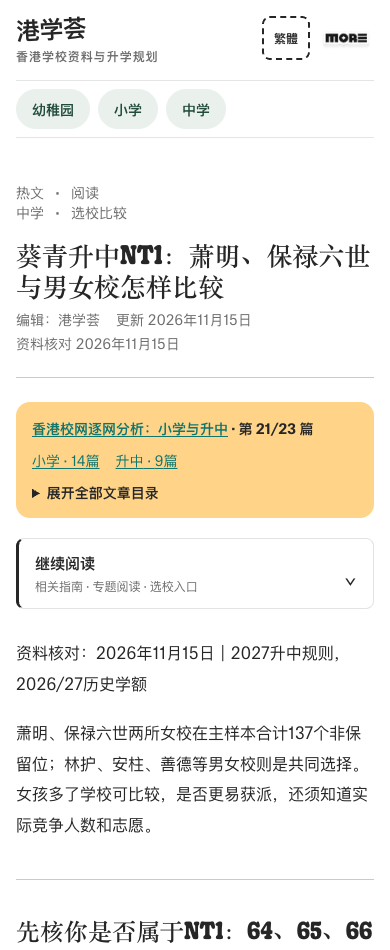 港学荟
香港学校资料与升学规划
繁體
MORE
幼稚园
小学
中学
热文 · 阅读
中学 · 选校比较
葵青升中NT1：萧明、保禄六世
与男女校怎样比较
编辑：港学荟 更新 2026年11月15日
资料核对 2026年11月15日
香港校网逐网分析：小学与升中 · 第 21/23 篇
小学 · 14篇 升中 · 9篇
▶ 展开全部文章目录
继续阅读
相关指南 · 专题阅读 · 选校入口
资料核对：2026年11月15日｜2027升中规则，
2026/27历史学额
萧明、保禄六世两所女校在主样本合计137个非保
留位；林护、安柱、善德等男女校则是共同选择。
女孩多了学校可比较，是否更易获派，还须知道实
际竞争人数和志愿。
先核你是否属于NT1：64、65、66